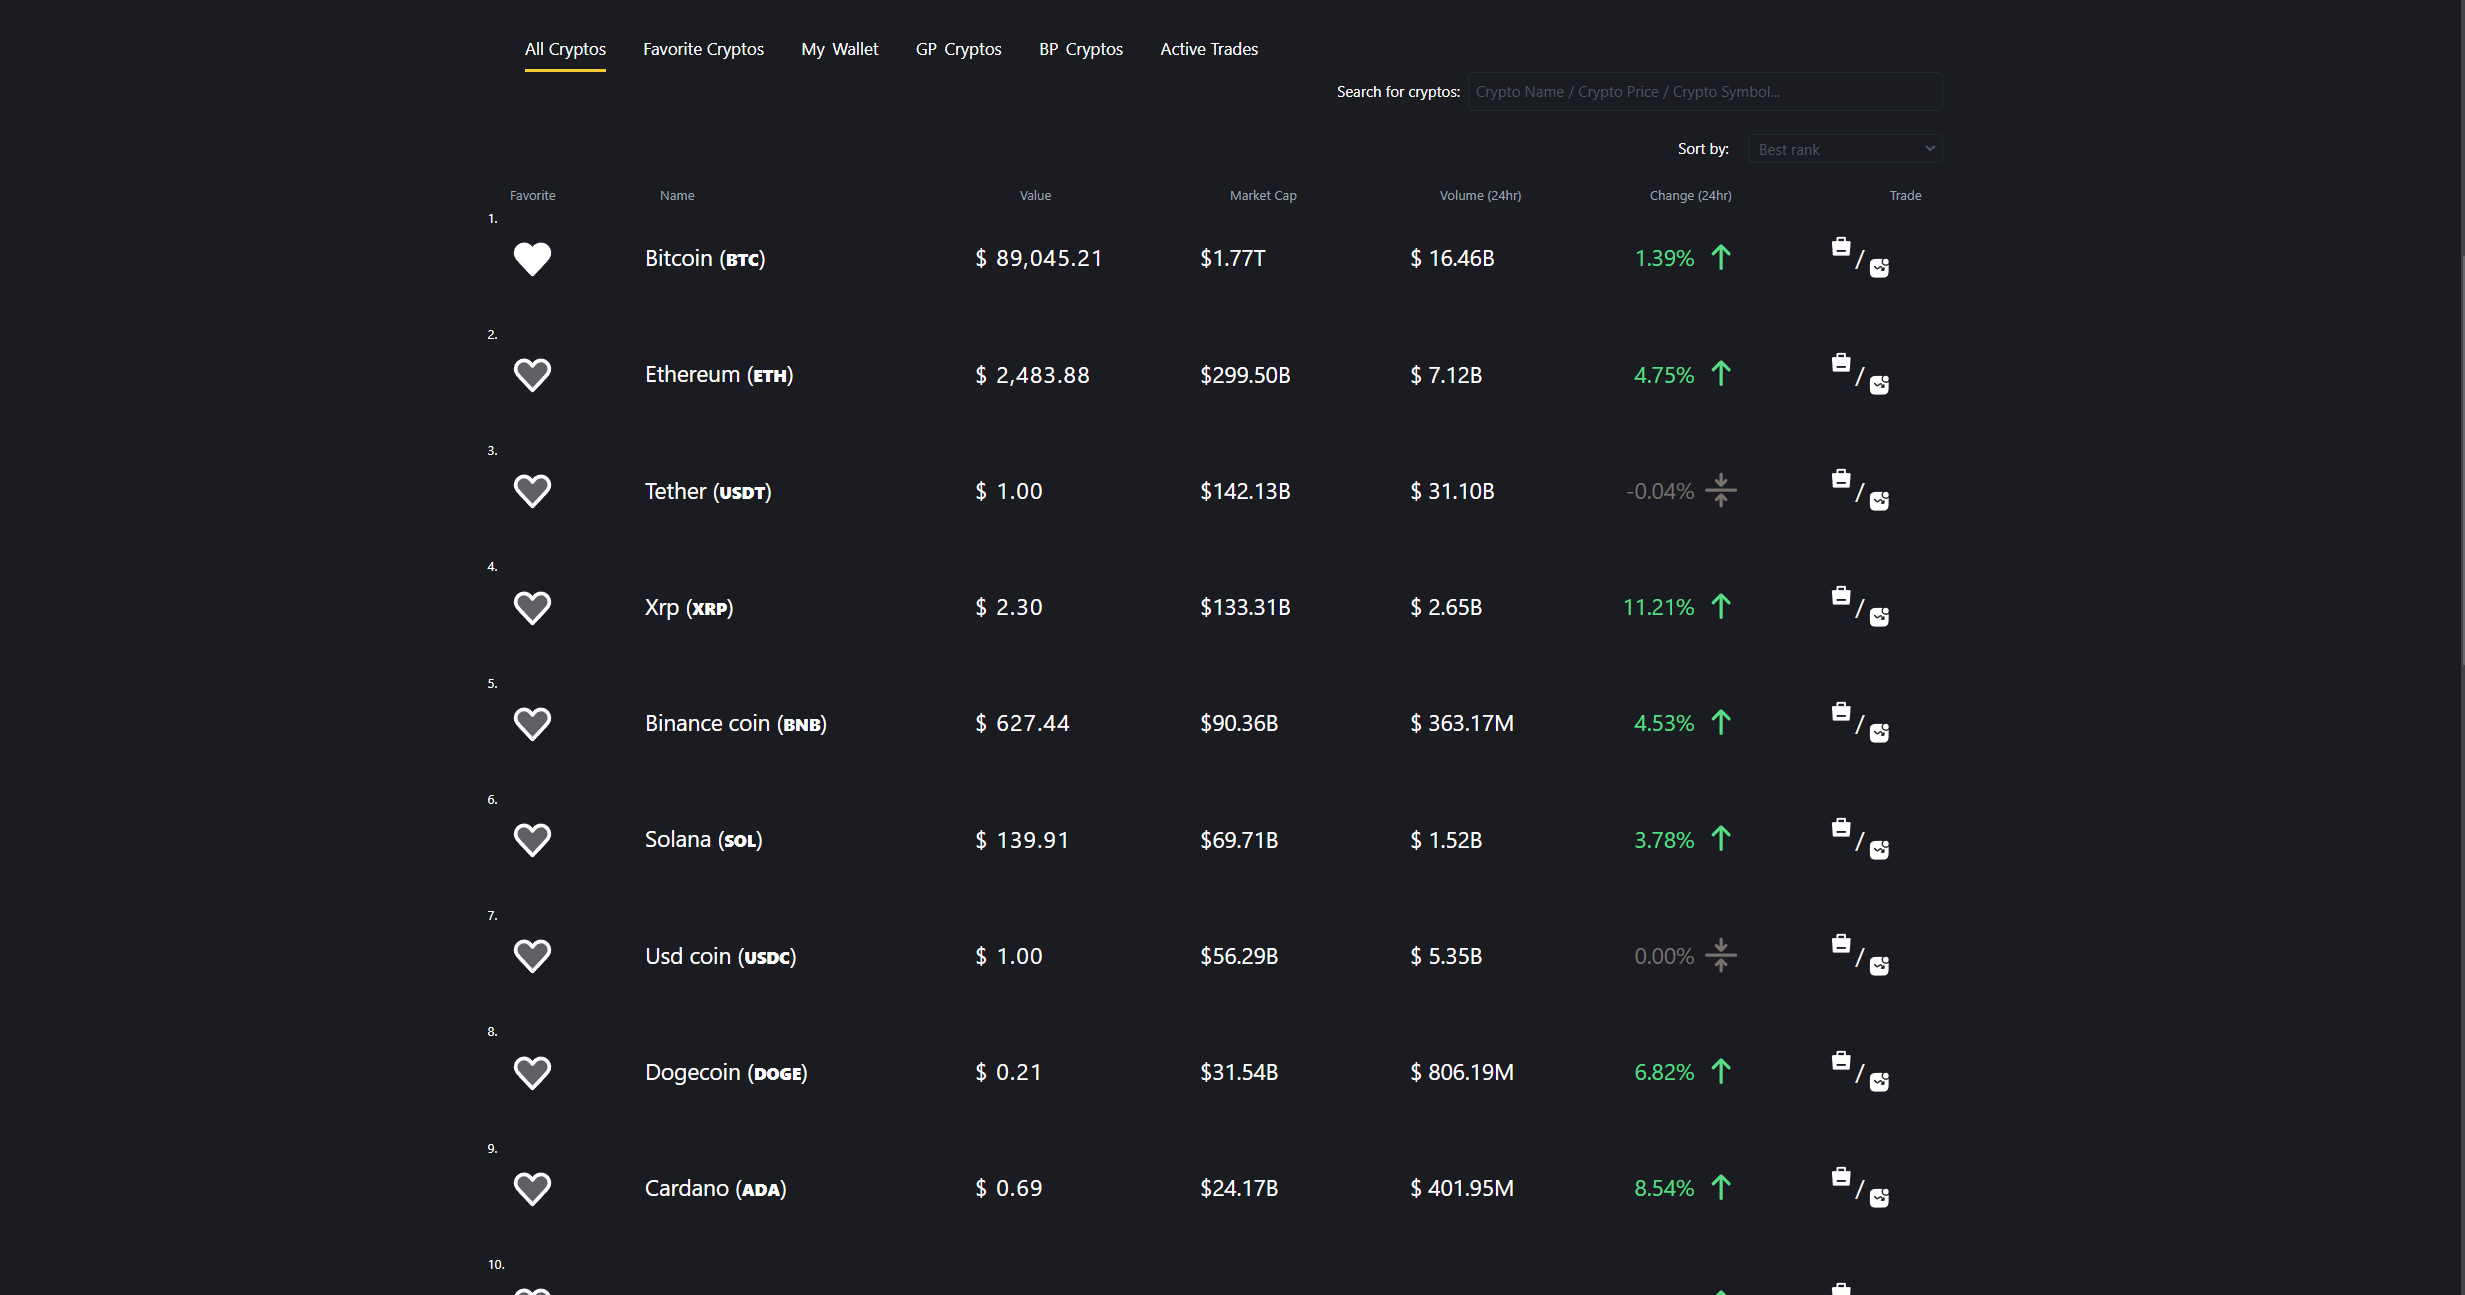 All Cryptos Favorite Cryptos My Wallet GP Cryptos BP Cryptos Active Trades
Search for cryptos: Crypto Name / Crypto Price / Crypto Symbol...
Sort by: Best rank
Favorite Name Value Market Cap Volume (24hr) Change (24hr) Trade
1.
Bitcoin (BTC) $ 89,045.21 $1.77T $ 16.46B 1.39% /
2.
Ethereum (ETH) $ 2,483.88 $299.50B $ 7.12B 4.75% /
3.
Tether (USDT) $ 1.00 $142.13B $ 31.10B -0.04% /
4.
Xrp (XRP) $ 2.30 $133.31B $ 2.65B 11.21% /
5.
Binance coin (BNB) $ 627.44 $90.36B $ 363.17M 4.53% /
6.
Solana (SOL) $ 139.91 $69.71B $ 1.52B 3.78% /
7.
Usd coin (USDC) $ 1.00 $56.29B $ 5.35B 0.00% /
8.
Dogecoin (DOGE) $ 0.21 $31.54B $ 806.19M 6.82% /
9.
Cardano (ADA) $ 0.69 $24.17B $ 401.95M 8.54% /
10.